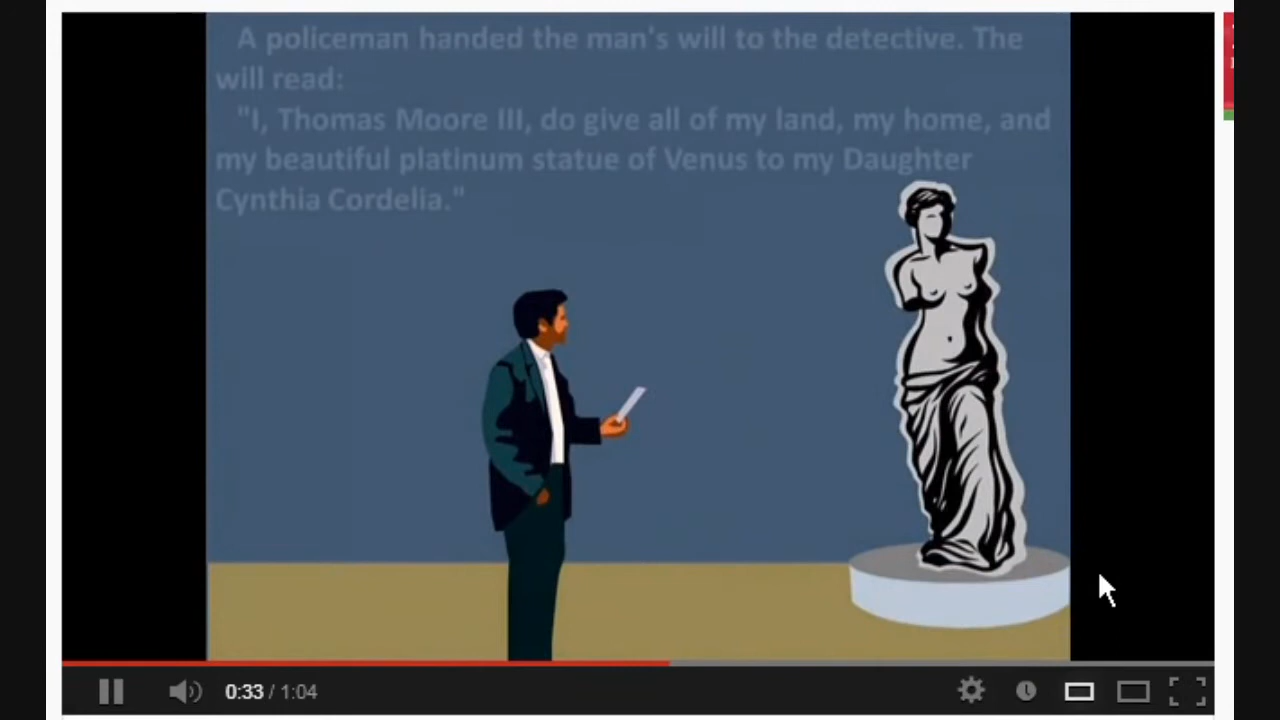 A policeman handed the man's will to the detective. The
will read:
"I, Thomas Moore III, do give all of my land, my home, and
my beautiful platinum statue of Venus to my Daughter
Cynthia Cordelia."
0:33 / 1:04